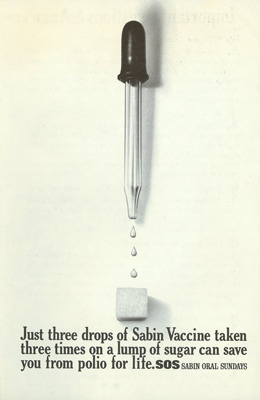 Just three drops of Sabin Vaccine taken
three times on a lump of sugar can save
you from polio for life.SOS SABIN ORAL SUNDAYS